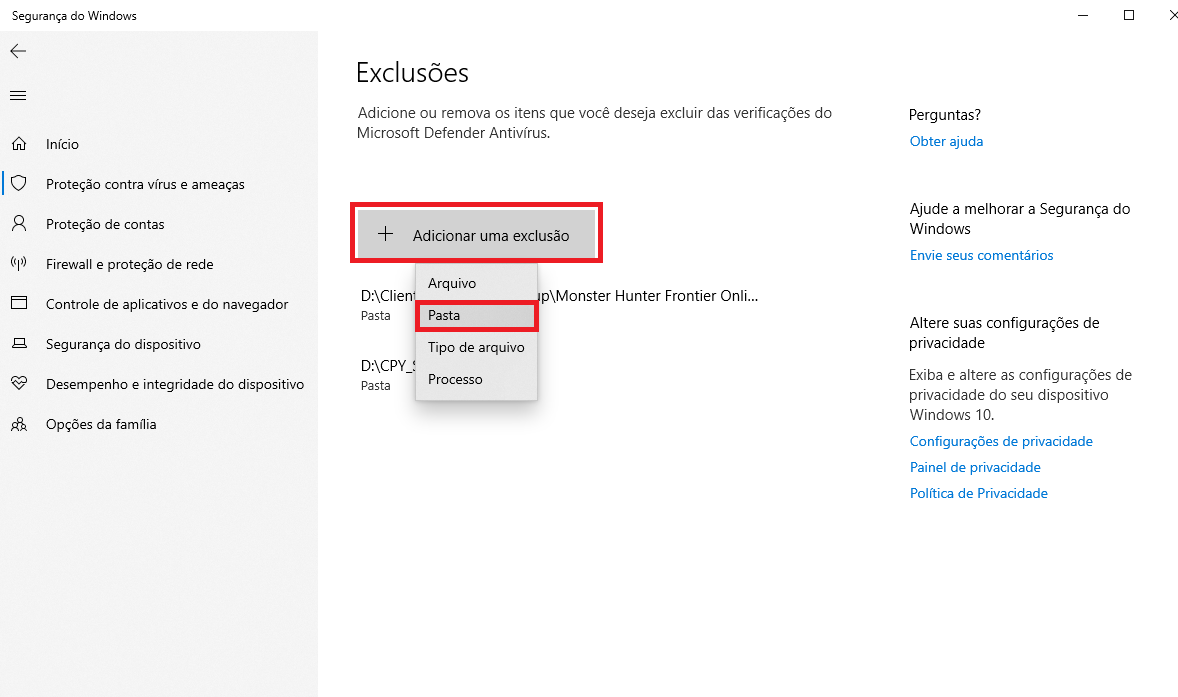 Segurança do Windows
Início
Proteção contra vírus e ameaças
Proteção de contas
Firewall e proteção de rede
Controle de aplicativos e do navegador
Segurança do dispositivo
Desempenho e integridade do dispositivo
Opções da família
Exclusões
Adicione ou remova os itens que você deseja excluir das verificações do
Microsoft Defender Antivírus.
Adicionar uma exclusão
Arquivo
Pasta
Tipo de arquivo
Processo
D:\Client up\Monster Hunter Frontier Onli...
Pasta
D:\CPY_S
Pasta
Perguntas?
Obter ajuda
Ajude a melhorar a Segurança do
Windows
Envie seus comentários
Altere suas configurações de
privacidade
Exiba e altere as configurações de
privacidade do seu dispositivo
Windows 10.
Configurações de privacidade
Painel de privacidade
Política de Privacidade